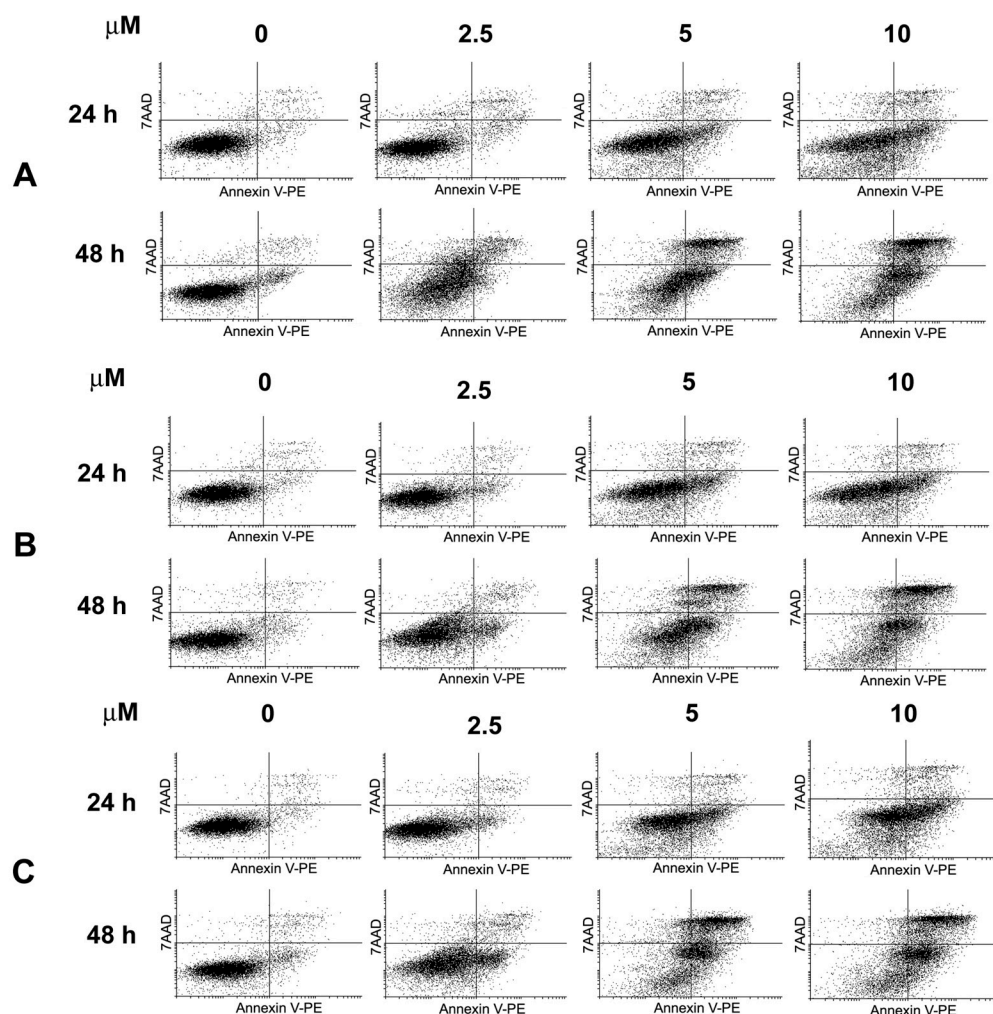 μM 0 2.5 5 10
24 h
7AAD 7AAD 7AAD 7AAD
Annexin V-PE Annexin V-PE Annexin V-PE Annexin V-PE
A
48 h
7AAD 7AAD 7AAD 7AAD
Annexin V-PE Annexin V-PE Annexin V-PE Annexin V-PE
μM 0 2.5 5 10
24 h
7AAD 7AAD 7AAD 7AAD
Annexin V-PE Annexin V-PE Annexin V-PE Annexin V-PE
B
48 h
7AAD 7AAD 7AAD 7AAD
Annexin V-PE Annexin V-PE Annexin V-PE Annexin V-PE
μM 0 2.5 5 10
24 h
7AAD 7AAD 7AAD 7AAD
Annexin V-PE Annexin V-PE Annexin V-PE Annexin V-PE
C
48 h
7AAD 7AAD 7AAD 7AAD
Annexin V-PE Annexin V-PE Annexin V-PE Annexin V-PE